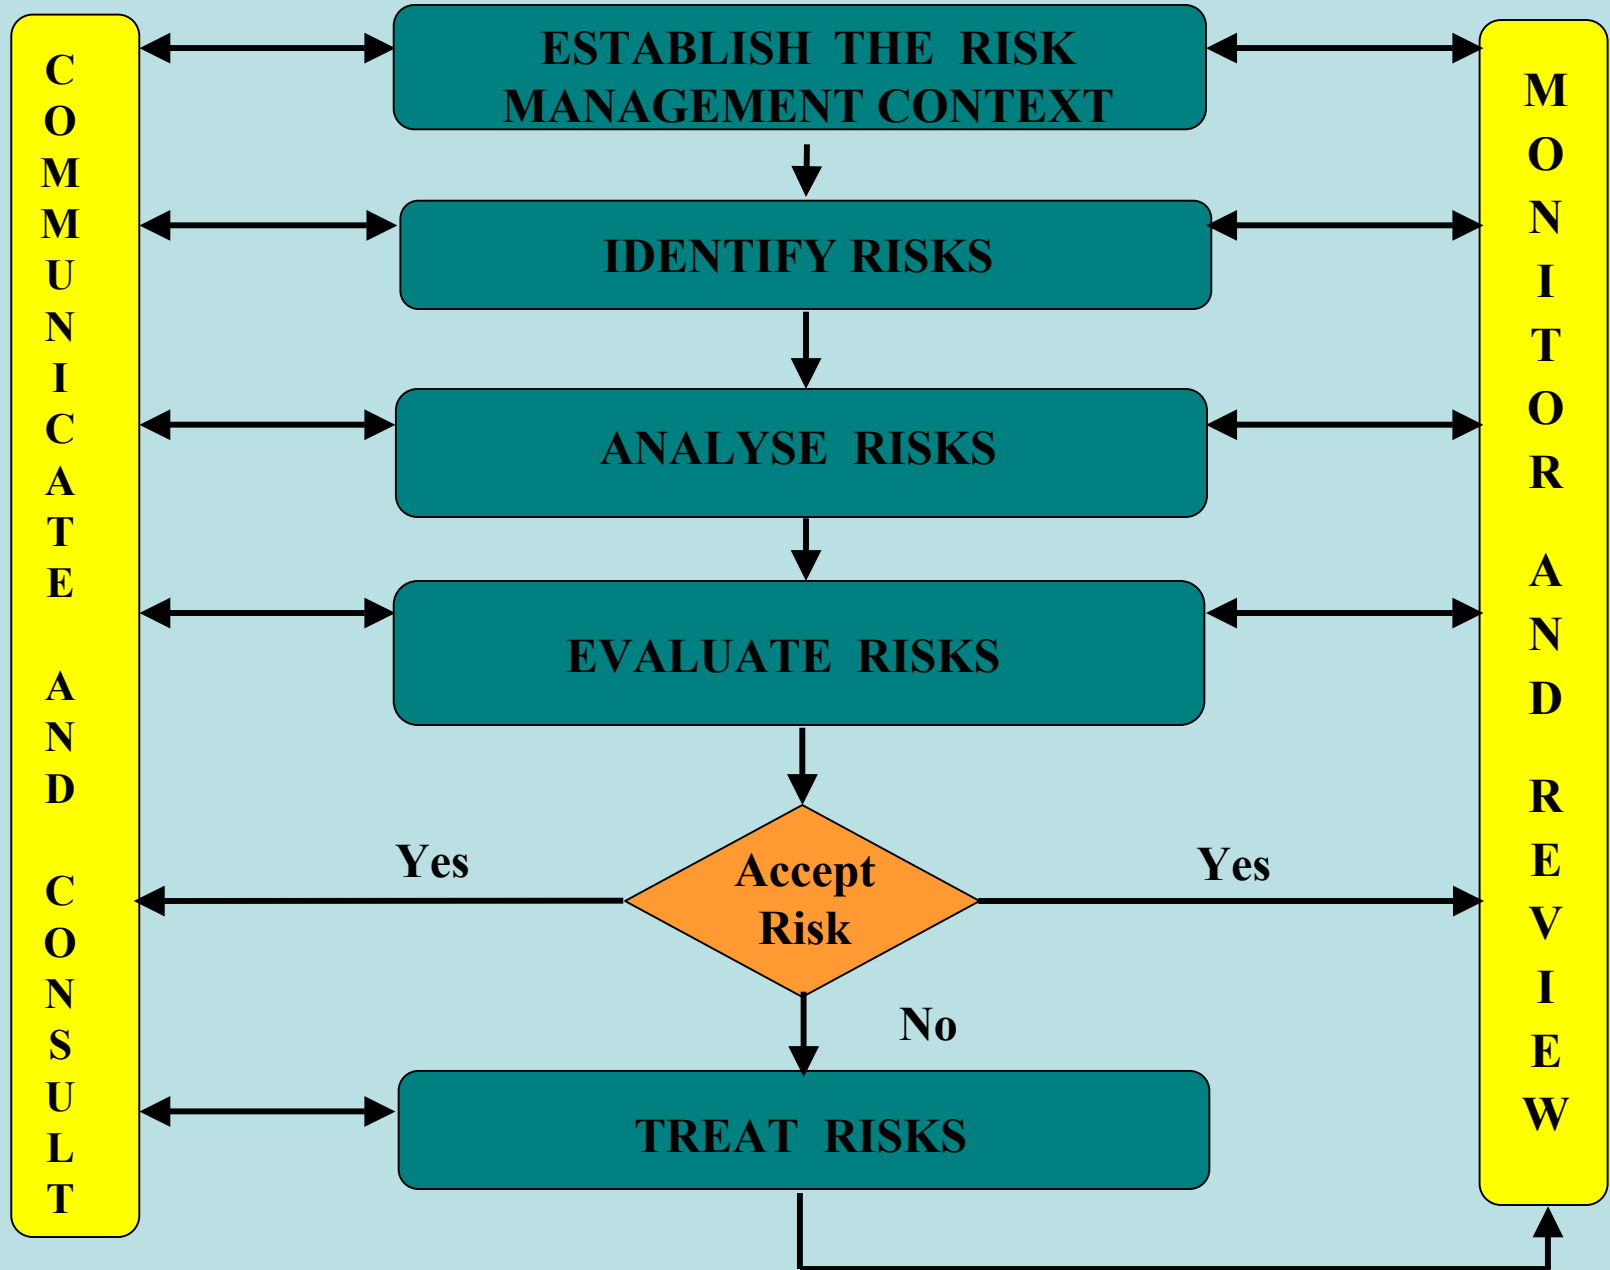 COMMUNICATE AND CONSULT
ESTABLISH THE RISK
MANAGEMENT CONTEXT
IDENTIFY RISKS
ANALYSE RISKS
EVALUATE RISKS
Yes
Accept
Risk
Yes
No
TREAT RISKS
MONITOR AND REVIEW